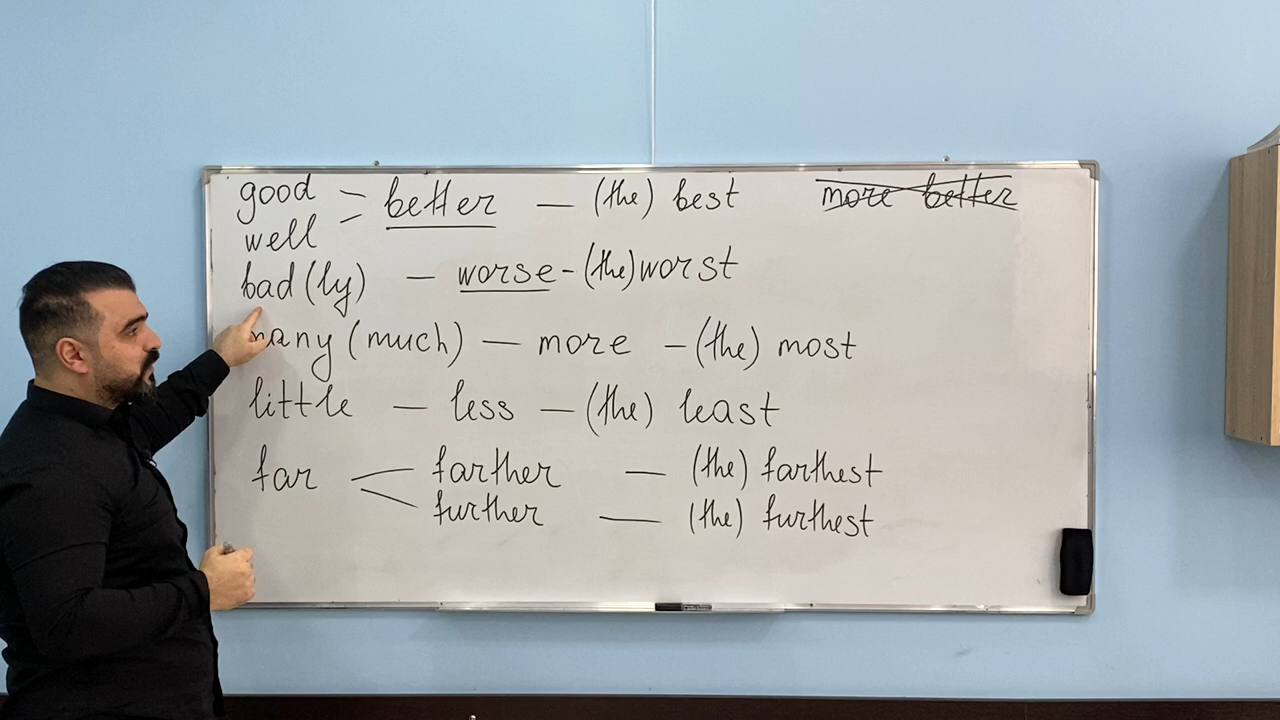 good = better — (the) best more better
well
bad(ly) — worse - (the) worst
many (much) — more - (the) most
little — less — (the) least
far < farther — (the) farthest
further — (the) furthest